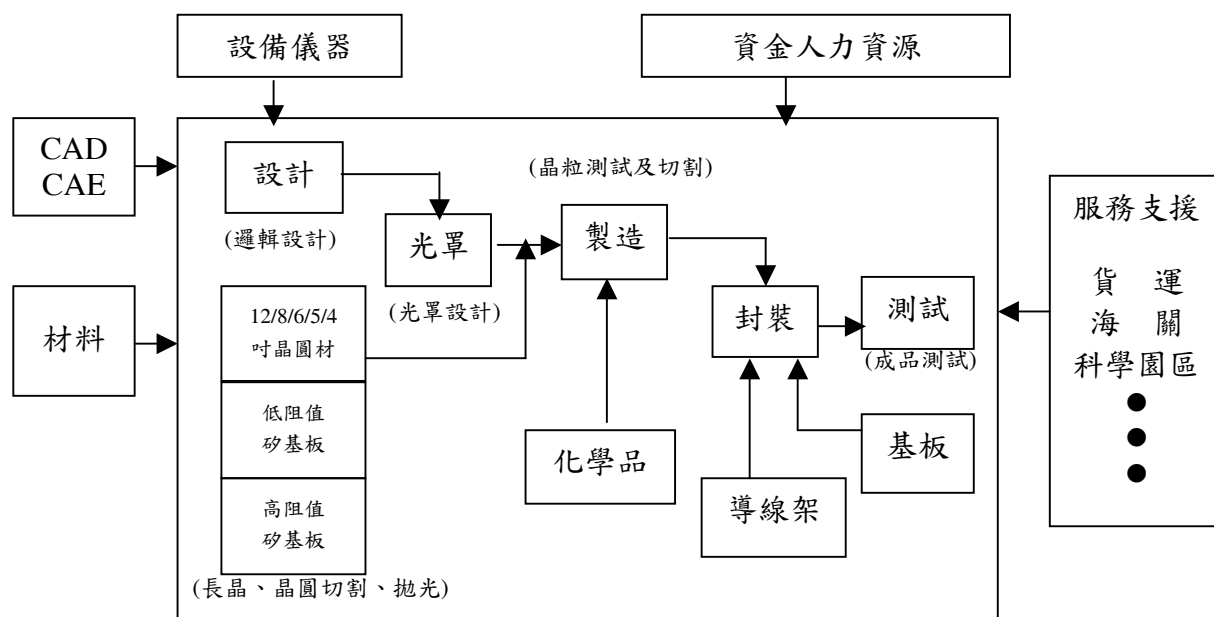 設備儀器
資金人力資源
CAD
CAE
設計
(邏輯設計)
(晶粒測試及切割)
光罩
(光罩設計)
製造
封裝
測試
(成品測試)
服務支援
貨 運
海 關
科學園區
材料
12/8/6/5/4
吋晶圓材
低阻值
矽基板
高阻值
矽基板
(長晶、晶圓切割、拋光)
化學品
導線架
基板